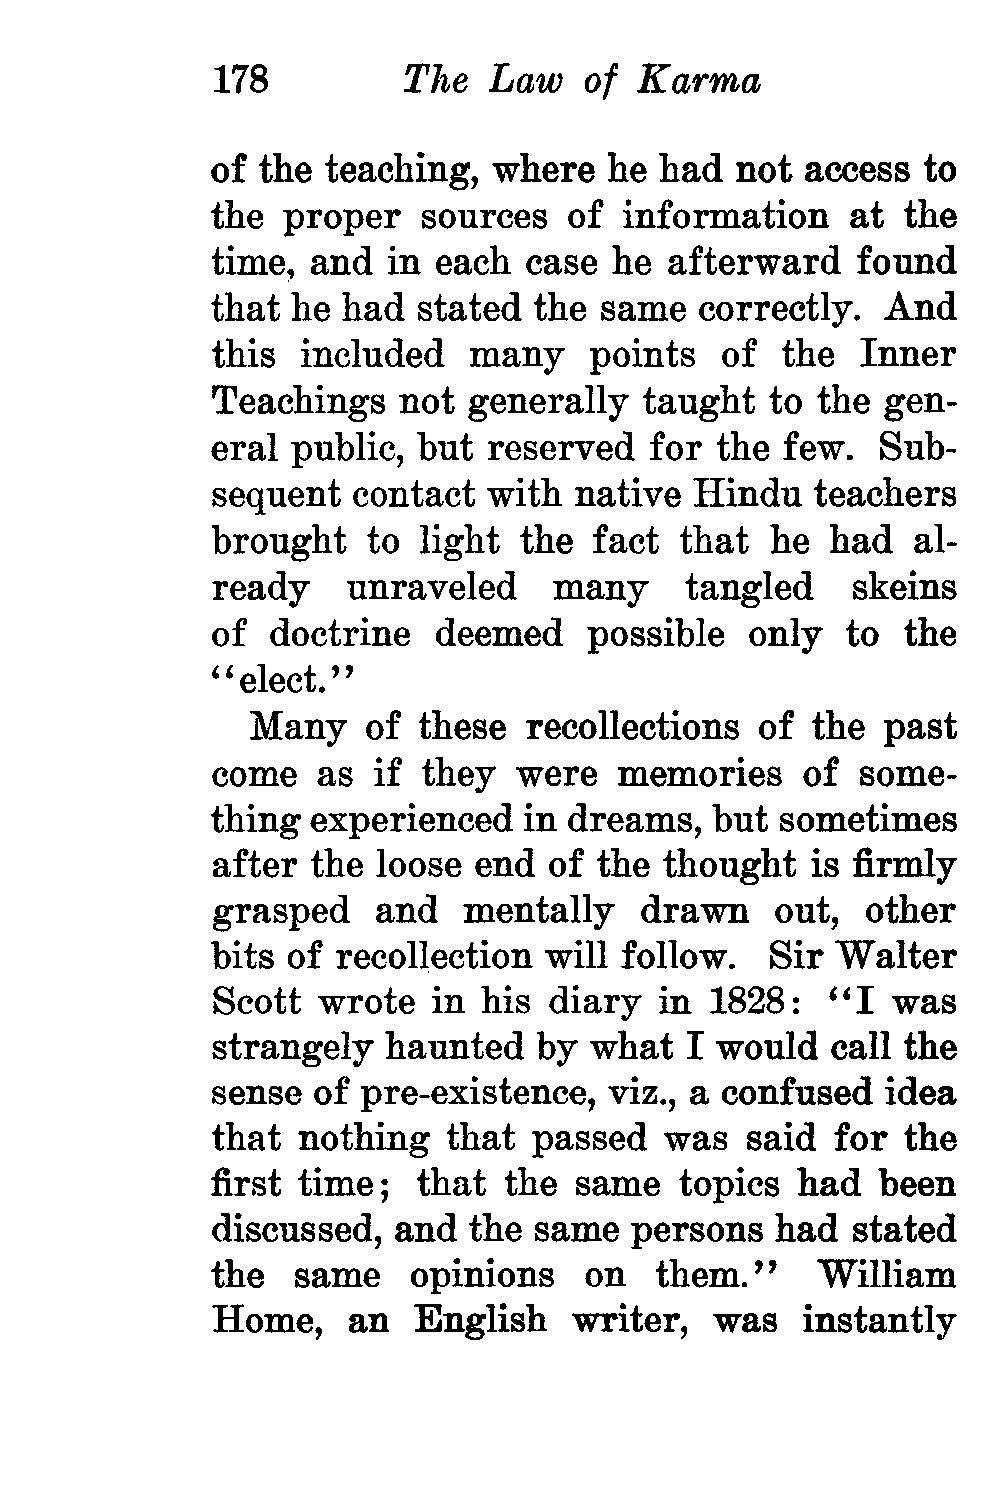 178 The Law of Karma
of the teaching, where he had not access to
the proper sources of information at the
time, and in each case he afterward found
that he had stated the same correctly. And
this included many points of the Inner
Teachings not generally taught to the gen-
eral public, but reserved for the few. Sub-
sequent contact with native Hindu teachers
brought to light the fact that he had al-
ready unraveled many tangled skeins
of doctrine deemed possible only to the
“elect.”
Many of these recollections of the past
come as if they were memories of some-
thing experienced in dreams, but sometimes
after the loose end of the thought is firmly
grasped and mentally drawn out, other
bits of recollection will follow. Sir Walter
Scott wrote in his diary in 1828: “I was
strangely haunted by what I would call the
sense of pre-existence, viz., a confused idea
that nothing that passed was said for the
first time; that the same topics had been
discussed, and the same persons had stated
the same opinions on them.” William
Home, an English writer, was instantly